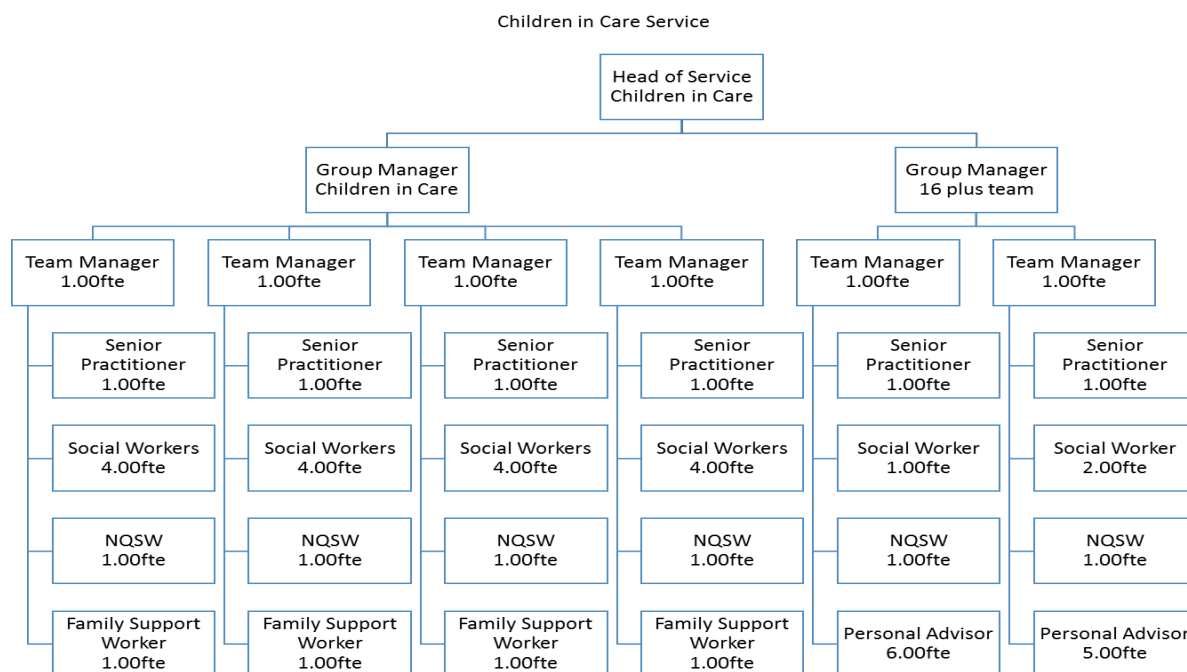 Children in Care Service
Head of Service
Children in Care
Group Manager
Children in Care
Group Manager
16 plus team
Team Manager
1.00fte
Team Manager
1.00fte
Team Manager
1.00fte
Team Manager
1.00fte
Team Manager
1.00fte
Team Manager
1.00fte
Senior
Practitioner
1.00fte
Senior
Practitioner
1.00fte
Senior
Practitioner
1.00fte
Senior
Practitioner
1.00fte
Senior
Practitioner
1.00fte
Senior
Practitioner
1.00fte
Social Workers
4.00fte
Social Workers
4.00fte
Social Workers
4.00fte
Social Workers
4.00fte
Social Worker
1.00fte
Social Worker
2.00fte
NQSW
1.00fte
NQSW
1.00fte
NQSW
1.00fte
NQSW
1.00fte
NQSW
1.00fte
NQSW
1.00fte
Family Support
Worker
1.00fte
Family Support
Worker
1.00fte
Family Support
Worker
1.00fte
Family Support
Worker
1.00fte
Personal Advisor
6.00fte
Personal Advisor
5.00fte